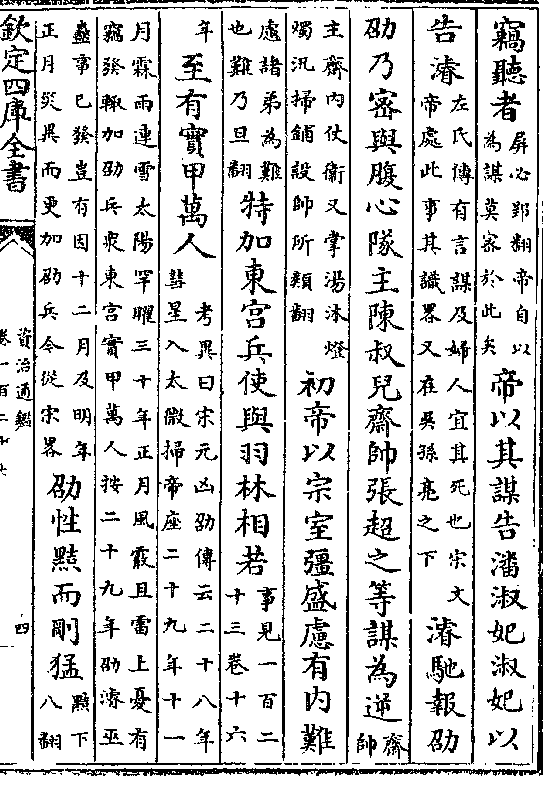 竊聽者屏必郢翻帝自以為謀莫密於此矣帝以其謀告潘淑妃淑妃以
告濬左氏傳有言謀及婦人宜其死也宋文帝處此事其識畧又在吳孫亮之下濬馳報劭
劭乃密與腹心隊主陳叔兒齋帥張超之等謀為逆齋帥
主齋内仗衛又掌湯沐燈燭汛掃鋪設帥所類翻初帝以宗室彊盛慮有内難
處諸弟為難也難乃旦翻特加東宫兵使與羽林相若事見一百二十三卷十六
年至有實甲萬人考異曰宋元凶劭傳云二十八年彗星入太微掃帝座二十九年十一
月霖雨連雪太陽罕曜三十年正月風霰且雷上憂有竊發輙加劭兵衆東宫實甲萬人按二十九年劭濬巫
蠱事已發豈有因十二月及明年正月災異而更加劭兵今從宋畧劭性黠而剛猛黠下八翻
欽定四庫全書
資治通鑑
四